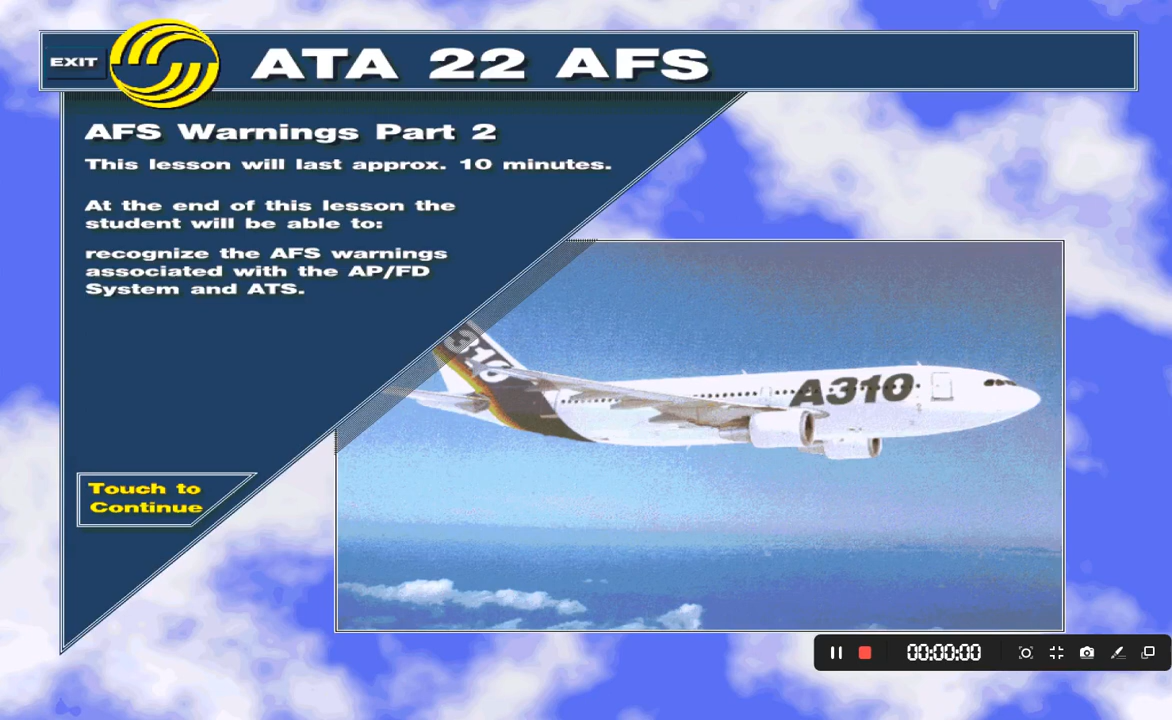 EXIT
ATA 22 AFS
AFS Warnings Part 2
This lesson will last approx. 10 minutes.
At the end of this lesson the
student will be able to:
recognize the AFS warnings
associated with the AP/FD
System and ATS.
310
A310
Touch to
Continue
00:00:00